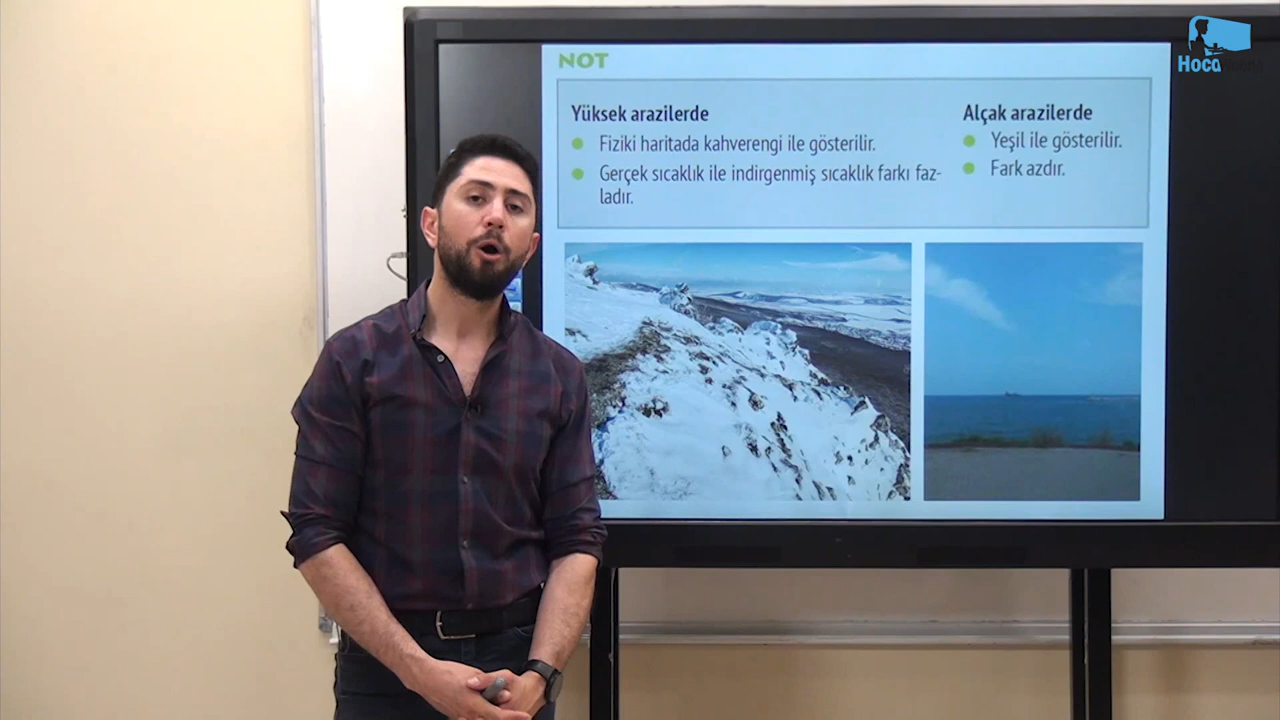 NOT
Yüksek arazilerde
Fiziki haritada kahverengi ile gösterilir.
Gerçek sıcaklık ile indirgenmiş sıcaklık farkı faz-
ladır.
Alçak arazilerde
Yeşil ile gösterilir.
Fark azdır.